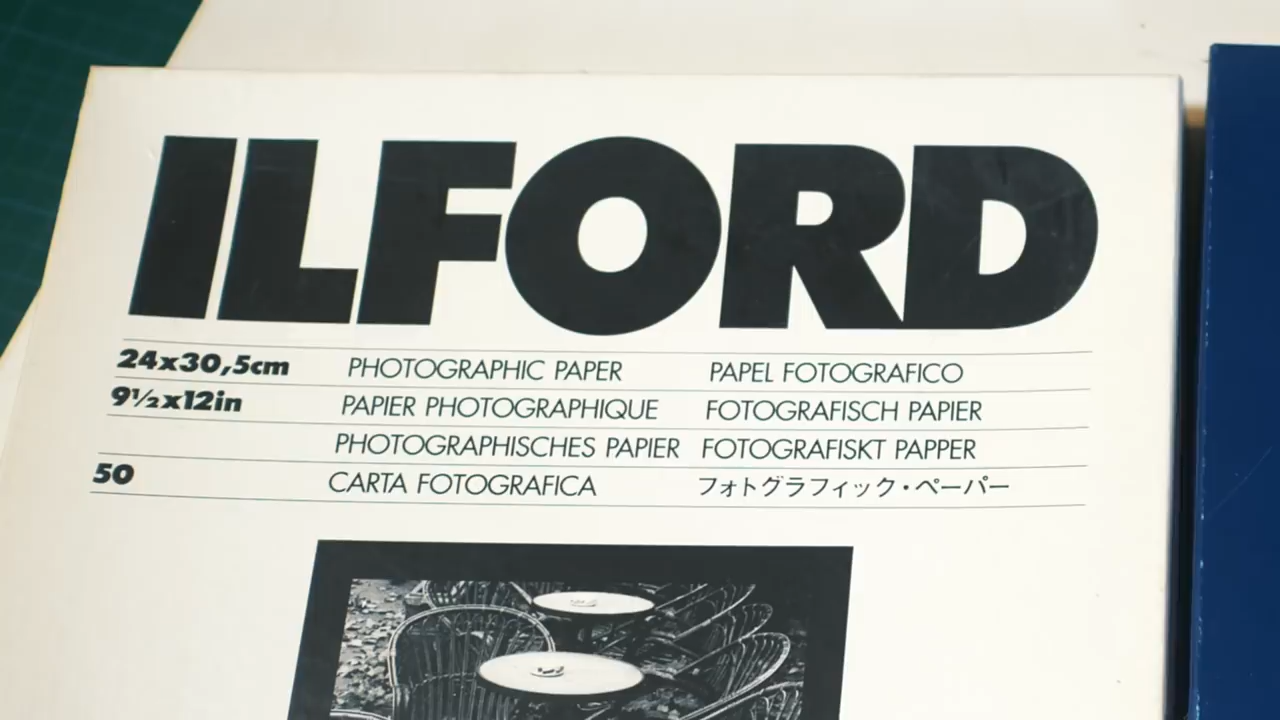 ILFORD
24x30,5cm PHOTOGRAPHIC PAPER PAPEL FOTOGRAFICO
9½x12in PAPIER PHOTOGRAPHIQUE FOTOGRAFISCH PAPIER
PHOTOGRAPHISCHES PAPIER FOTOGRAFISKT PAPPER
50 CARTA FOTOGRAFICA フォトグラフィック・ペーパー